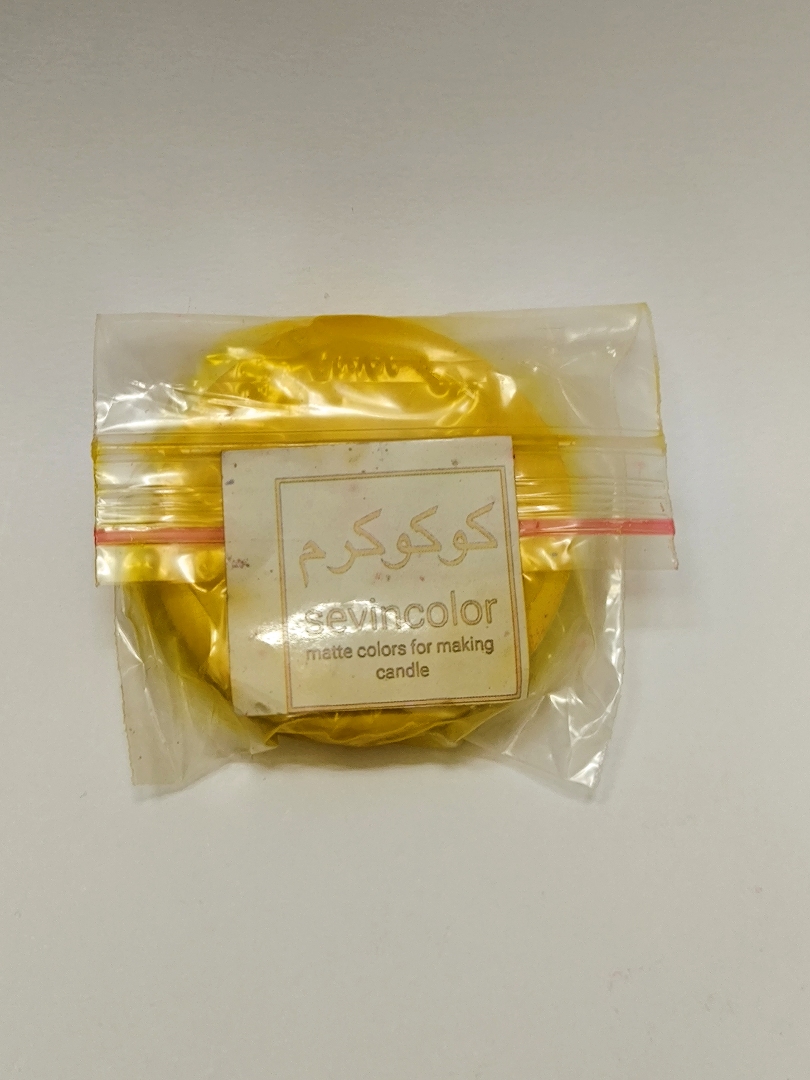 کوکوکرم
sevincolor
matte colors for making
candle